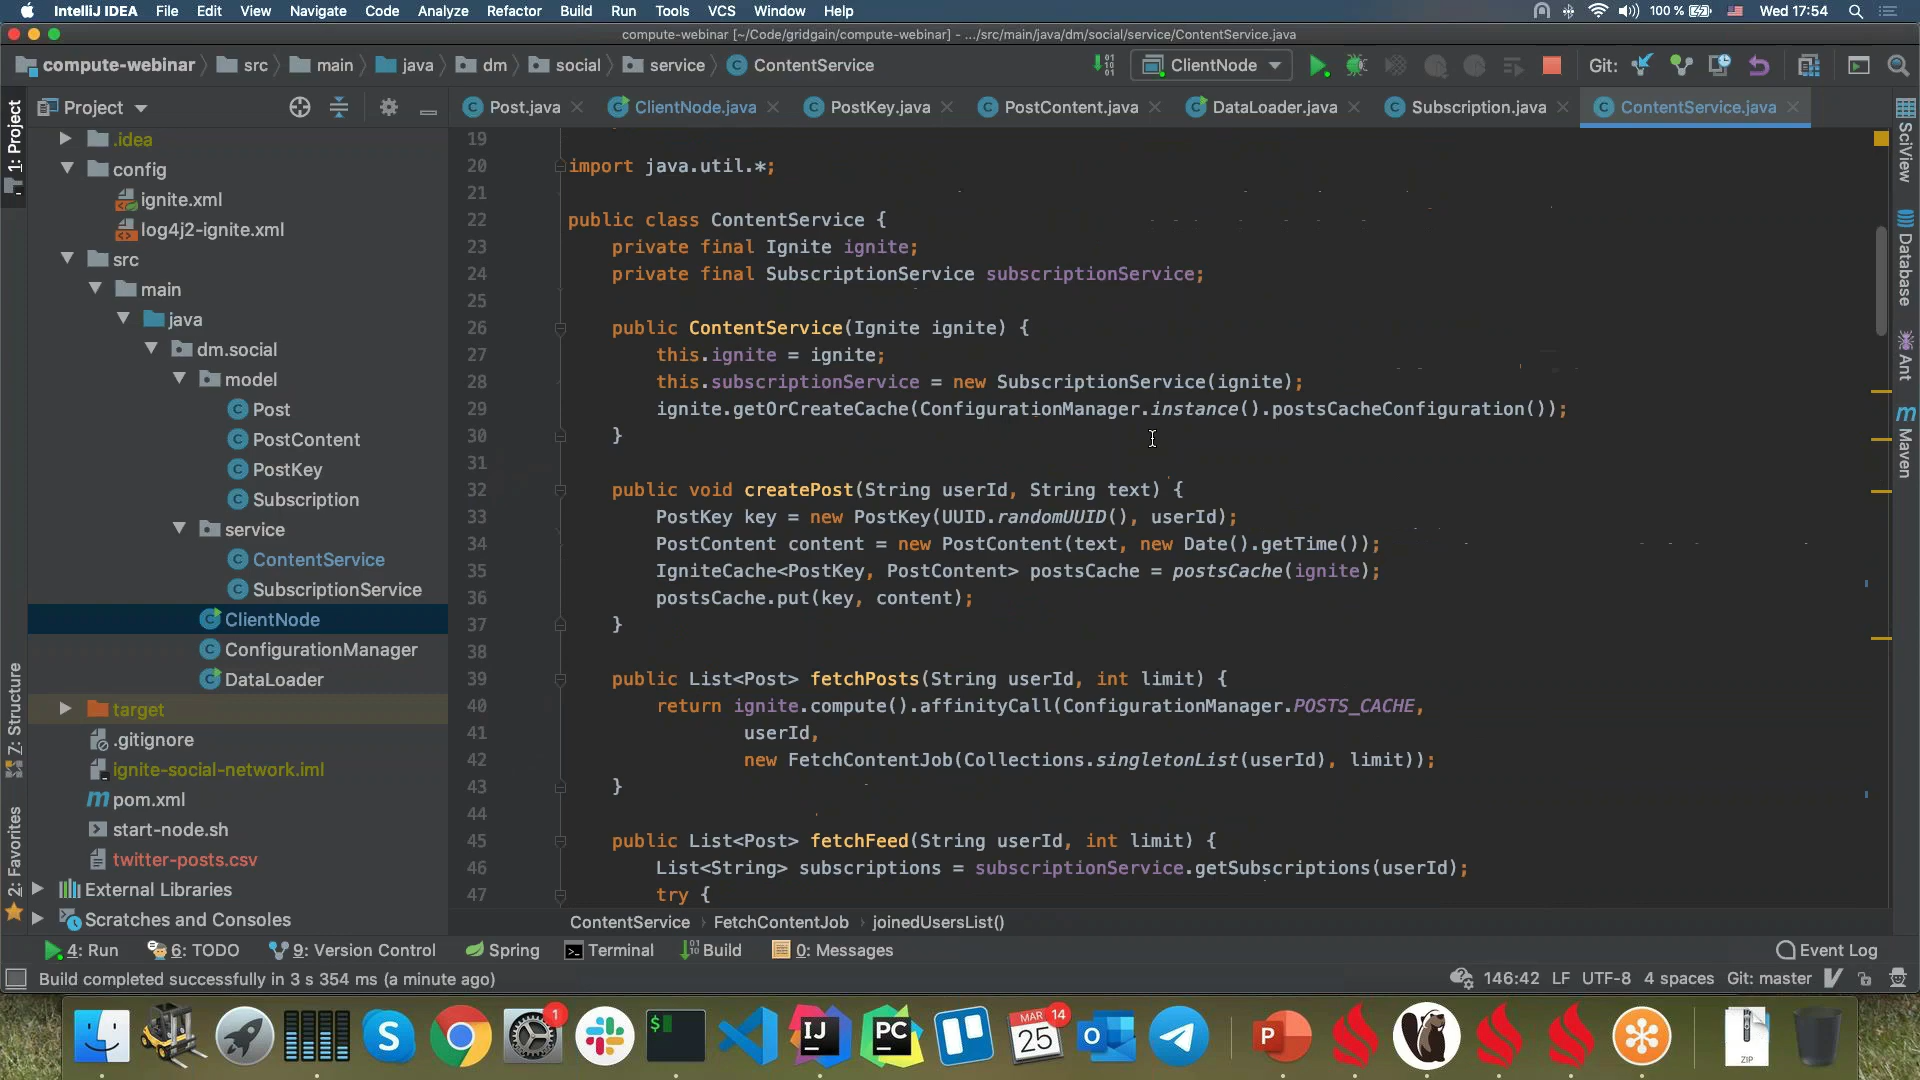 IntelliJ IDEA File Edit View Navigate Code Analyze Refactor Build Run Tools VCS Window Help 100 % Wed 17:54
compute-webinar [~/Code/gridgain/compute-webinar] - .../src/main/java/dm/social/service/ContentService.java
compute-webinar src main java dm social service ContentService ClientNode Git:
Project Post.java ClientNode.java PostKey.java PostContent.java DataLoader.java Subscription.java ContentService.java
1: Project
7: Structure
2: Favorites
.idea
config
ignite.xml
log4j2-ignite.xml
src
main
java
dm.social
model
Post
PostContent
PostKey
Subscription
service
ContentService
SubscriptionService
ClientNode
ConfigurationManager
DataLoader
target
.gitignore
ignite-social-network.iml
pom.xml
start-node.sh
twitter-posts.csv
External Libraries
Scratches and Consoles
19
20 import java.util.*;
21
22 public class ContentService {
23 private final Ignite ignite;
24 private final SubscriptionService subscriptionService;
25
26 public ContentService(Ignite ignite) {
27 this.ignite = ignite;
28 this.subscriptionService = new SubscriptionService(ignite);
29 ignite.getOrCreateCache(ConfigurationManager.instance().postsCacheConfiguration());
30 }
31
32 public void createPost(String userId, String text) {
33 PostKey key = new PostKey(UUID.randomUUID(), userId);
34 PostContent content = new PostContent(text, new Date().getTime());
35 IgniteCache<PostKey, PostContent> postsCache = postsCache(ignite);
36 postsCache.put(key, content);
37 }
38
39 public List<Post> fetchPosts(String userId, int limit) {
40 return ignite.compute().affinityCall(ConfigurationManager.POSTS_CACHE,
41 userId,
42 new FetchContentJob(Collections.singletonList(userId), limit));
43 }
44
45 public List<Post> fetchFeed(String userId, int limit) {
46 List<String> subscriptions = subscriptionService.getSubscriptions(userId);
47 try {
SciView
Database
Ant
Maven
ContentService FetchContentJob joinedUsersList()
4: Run 6: TODO 9: Version Control Spring Terminal Build 0: Messages Event Log
Build completed successfully in 3 s 354 ms (a minute ago) 146:42 LF UTF-8 4 spaces Git: master
1
IJ
PC
MAR
25
14
ZIP